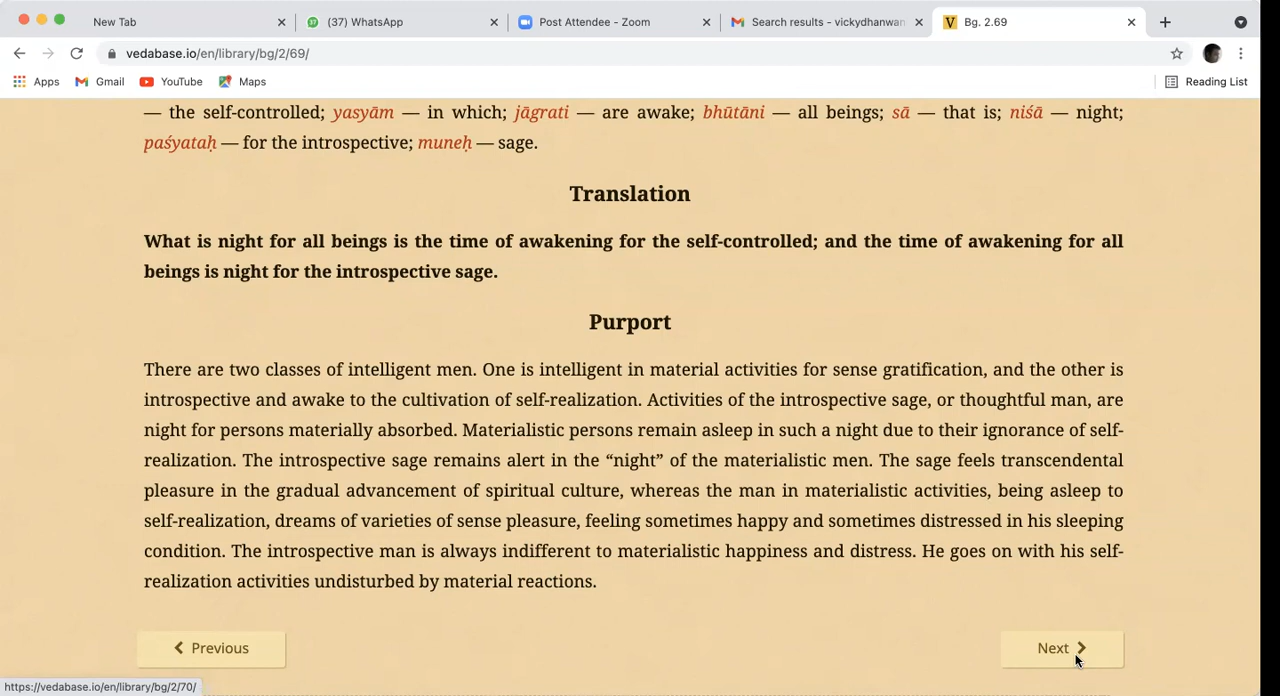 New Tab
(37) WhatsApp
Post Attendee - Zoom
Search results - vickydhanwan
Bg. 2.69
vedabase.io/en/library/bg/2/69/
Apps
Gmail
YouTube
Maps
Reading List
— the self-controlled; yasyām — in which; jāgrati — are awake; bhūtāni — all beings; sā — that is; niśā — night;
paśyataḥ — for the introspective; muneḥ — sage.
Translation
What is night for all beings is the time of awakening for the self-controlled; and the time of awakening for all
beings is night for the introspective sage.
Purport
There are two classes of intelligent men. One is intelligent in material activities for sense gratification, and the other is
introspective and awake to the cultivation of self-realization. Activities of the introspective sage, or thoughtful man, are
night for persons materially absorbed. Materialistic persons remain asleep in such a night due to their ignorance of self-
realization. The introspective sage remains alert in the “night” of the materialistic men. The sage feels transcendental
pleasure in the gradual advancement of spiritual culture, whereas the man in materialistic activities, being asleep to
self-realization, dreams of varieties of sense pleasure, feeling sometimes happy and sometimes distressed in his sleeping
condition. The introspective man is always indifferent to materialistic happiness and distress. He goes on with his self-
realization activities undisturbed by material reactions.
Previous
Next
https://vedabase.io/en/library/bg/2/70/